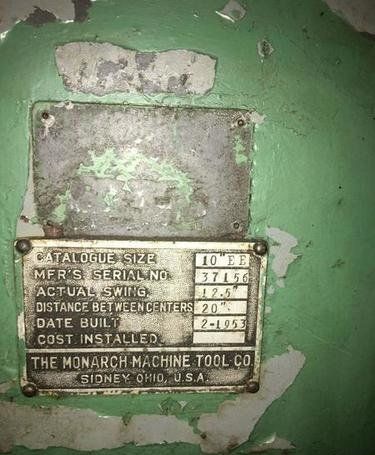 CATALOGUE SIZE 10"EE
MFR'S. SERIAL NO. 37156
ACTUAL SWING. 12.5"
DISTANCE BETWEEN CENTERS 20"
DATE BUILT 2-1953
COST INSTALLED.
THE MONARCH MACHINE TOOL CO.
SIDNEY, OHIO, U.S.A.